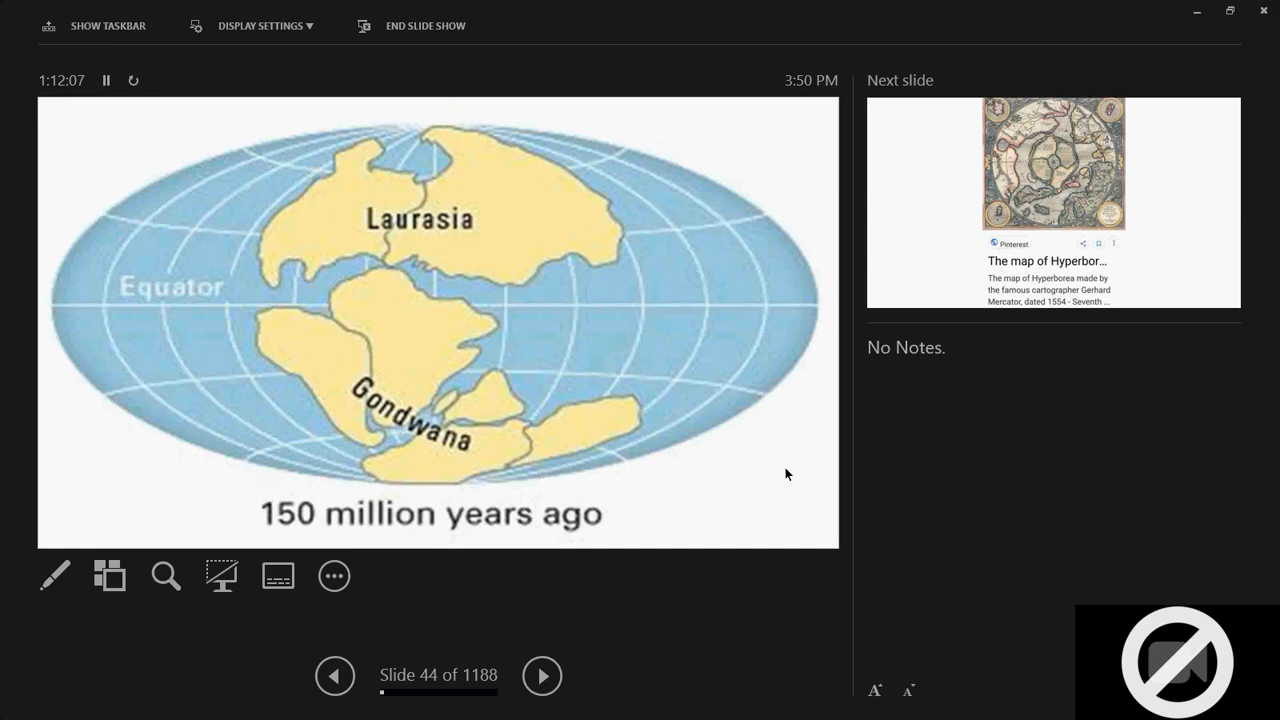 SHOW TASKBAR
DISPLAY SETTINGS ▼
END SLIDE SHOW
1:12:07
3:50 PM
Next slide
Laurasia
Equator
Gondwana
150 million years ago
Pinterest
The map of Hyperbor...
The map of Hyperborea made by
the famous cartographer Gerhard
Mercator, dated 1554 - Seventh ...
No Notes.
Slide 44 of 1188
A A